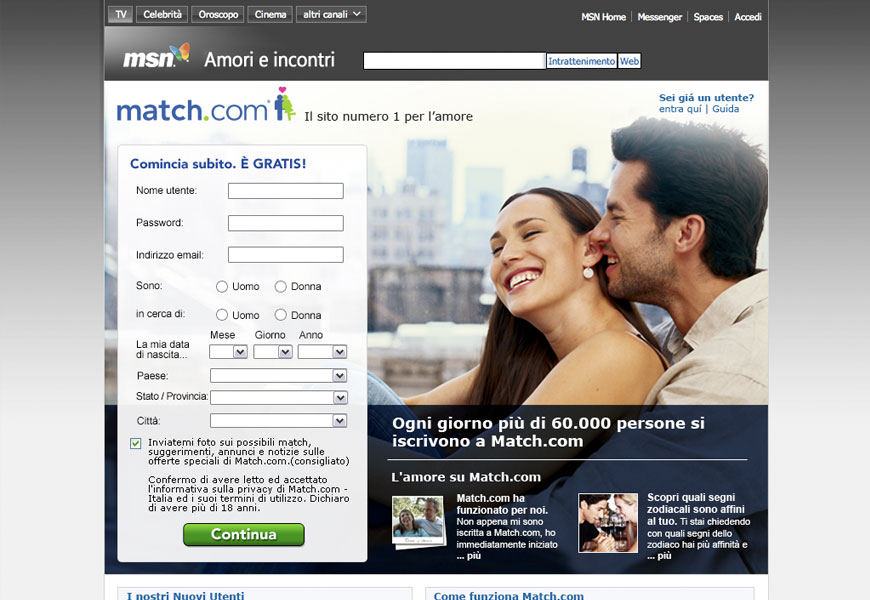 TV Celebrità Oroscopo Cinema altri canali
MSN Home Messenger Spaces Accedi
msn Amori e incontri
Intrattenimento Web
match.com Il sito numero 1 per l'amore
Sei giá un utente?
entra quí | Guida
Comincia subito. È GRATIS!
Nome utente:
Password:
Indirizzo email:
Sono: Uomo Donna
in cerca di: Uomo Donna
Mese Giorno Anno
La mia data
di nascita...
Paese:
Stato / Provincia:
Città:
Inviatemi foto sui possibili match,
suggerimenti, annunci e notizie sulle
offerte speciali di Match.com.(consigliato)
Confermo di avere letto ed accettato
l'informativa sulla privacy di Match.com -
Italia ed i suoi termini di utilizzo. Dichiaro
di avere più di 18 anni.
Continua
Ogni giorno più di 60.000 persone si
iscrivono a Match.com
L'amore su Match.com
Match.com ha
funzionato per noi.
Non appena mi sono
iscritta a Match.com, ho
immediatamente iniziato
... più
Scopri quali segni
zodiacali sono affini
al tuo. Ti stai chiedendo
con quali segni dello
zodiaco hai più affinità e
... più
I nostri Nuovi Utenti
Come funziona Match.com